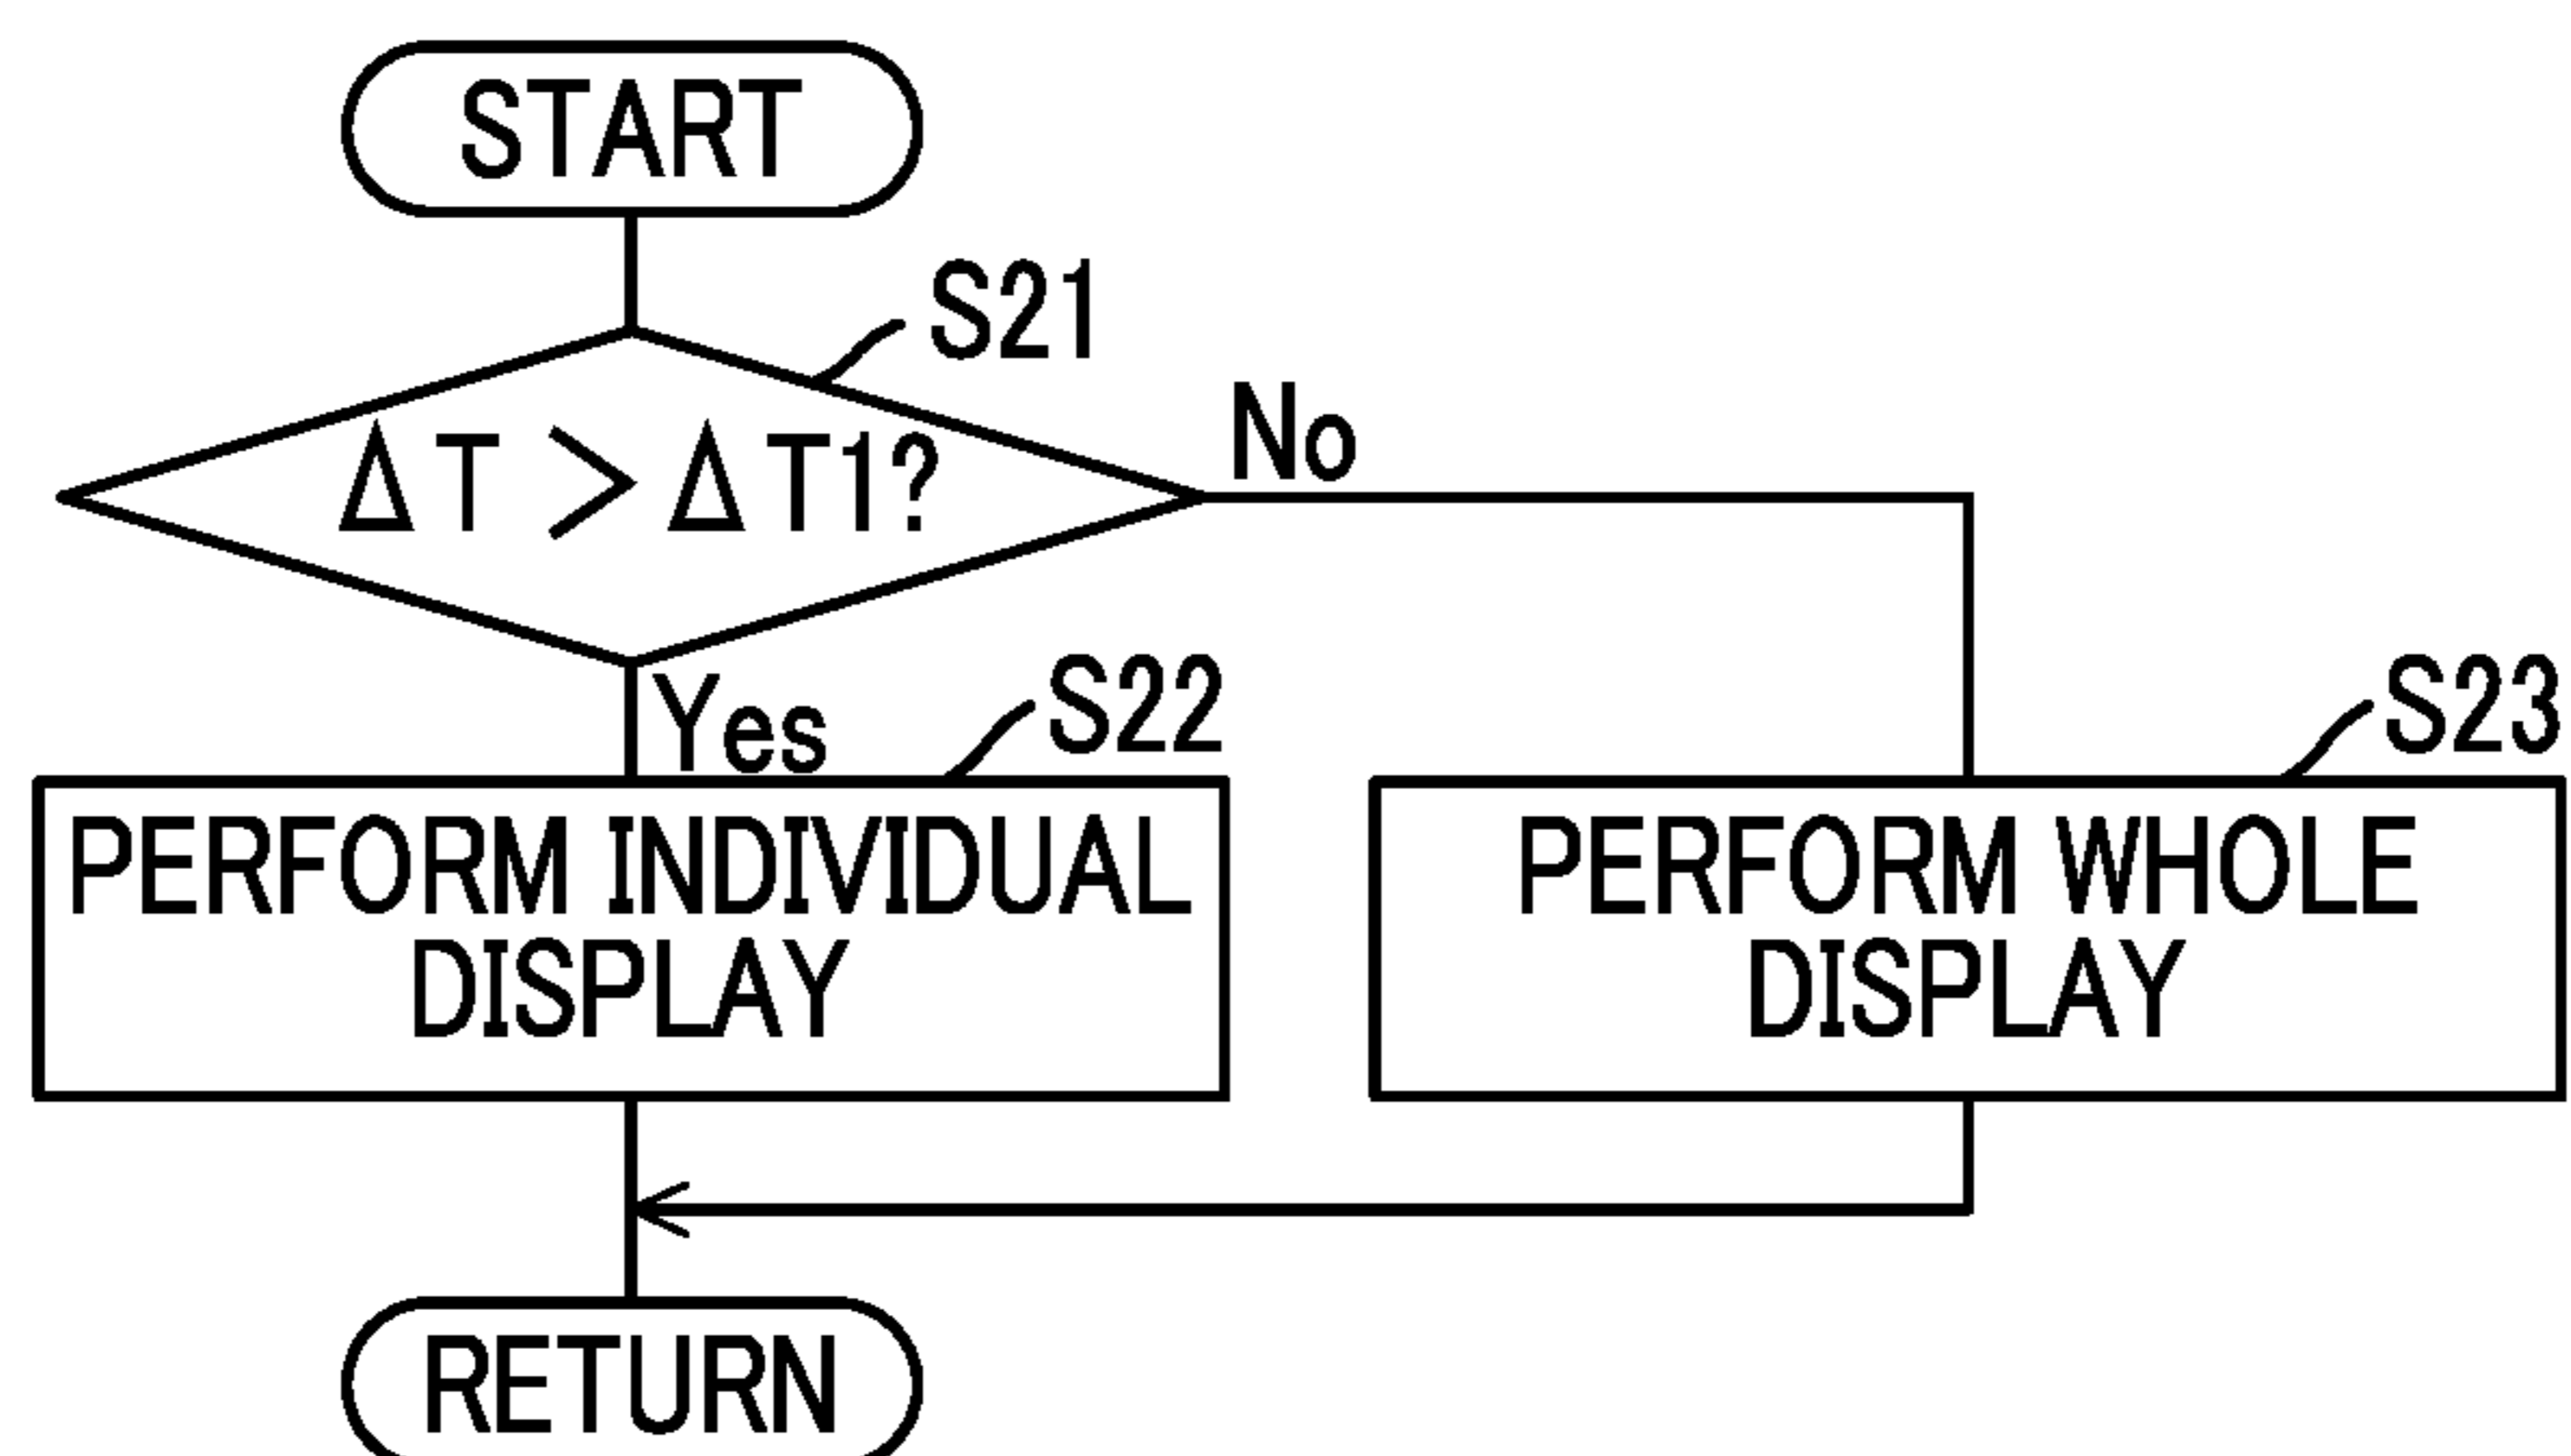 START
S21
ΔT > ΔT1?
No
Yes
S22
PERFORM INDIVIDUAL
DISPLAY
S23
PERFORM WHOLE
DISPLAY
RETURN